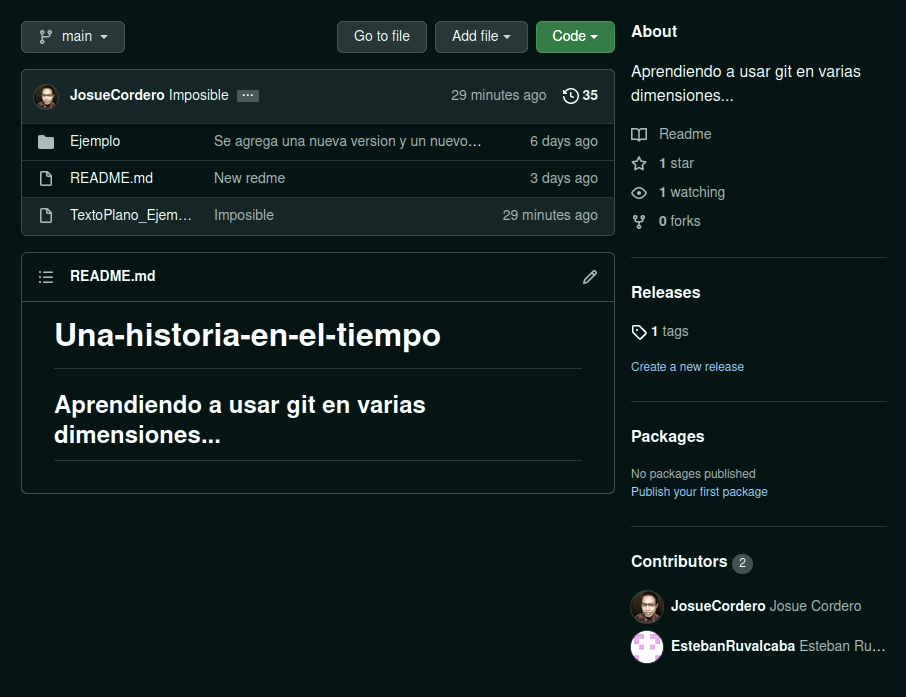 main
Go to file
Add file
Code
JosueCordero Imposible ...
29 minutes ago
35
Ejemplo
Se agrega una nueva version y un nuevo…
6 days ago
README.md
New redme
3 days ago
TextoPlano_Ejem…
Imposible
29 minutes ago
README.md
Una-historia-en-el-tiempo
Aprendiendo a usar git en varias
dimensiones...
About
Aprendiendo a usar git en varias
dimensiones...
Readme
1 star
1 watching
0 forks
Releases
1 tags
Create a new release
Packages
No packages published
Publish your first package
Contributors 2
JosueCordero Josue Cordero
EstebanRuvalcaba Esteban Ru…